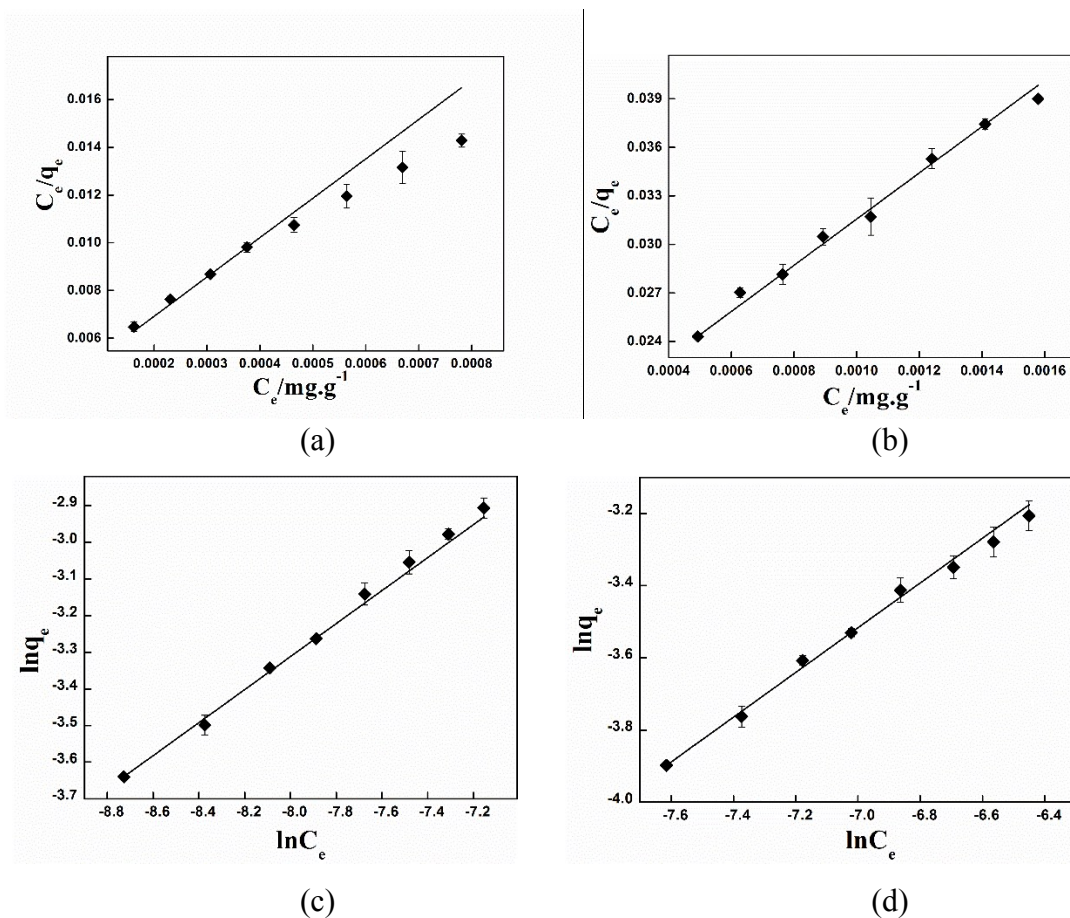 C_e/q_e
0.016
0.014
0.012
0.010
0.008
0.006
0.0002 0.0003 0.0004 0.0005 0.0006 0.0007 0.0008
C_e/mg.g^-1
(a)
C_e/q_e
0.039
0.036
0.033
0.030
0.027
0.024
0.0004 0.0006 0.0008 0.0010 0.0012 0.0014 0.0016
C_e/mg.g^-1
(b)
lnq_e
-2.9
-3.0
-3.1
-3.2
-3.3
-3.4
-3.5
-3.6
-3.7
-8.8 -8.6 -8.4 -8.2 -8.0 -7.8 -7.6 -7.4 -7.2
lnC_e
(c)
lnq_e
-3.2
-3.4
-3.6
-3.8
-4.0
-7.6 -7.4 -7.2 -7.0 -6.8 -6.6 -6.4
lnC_e
(d)